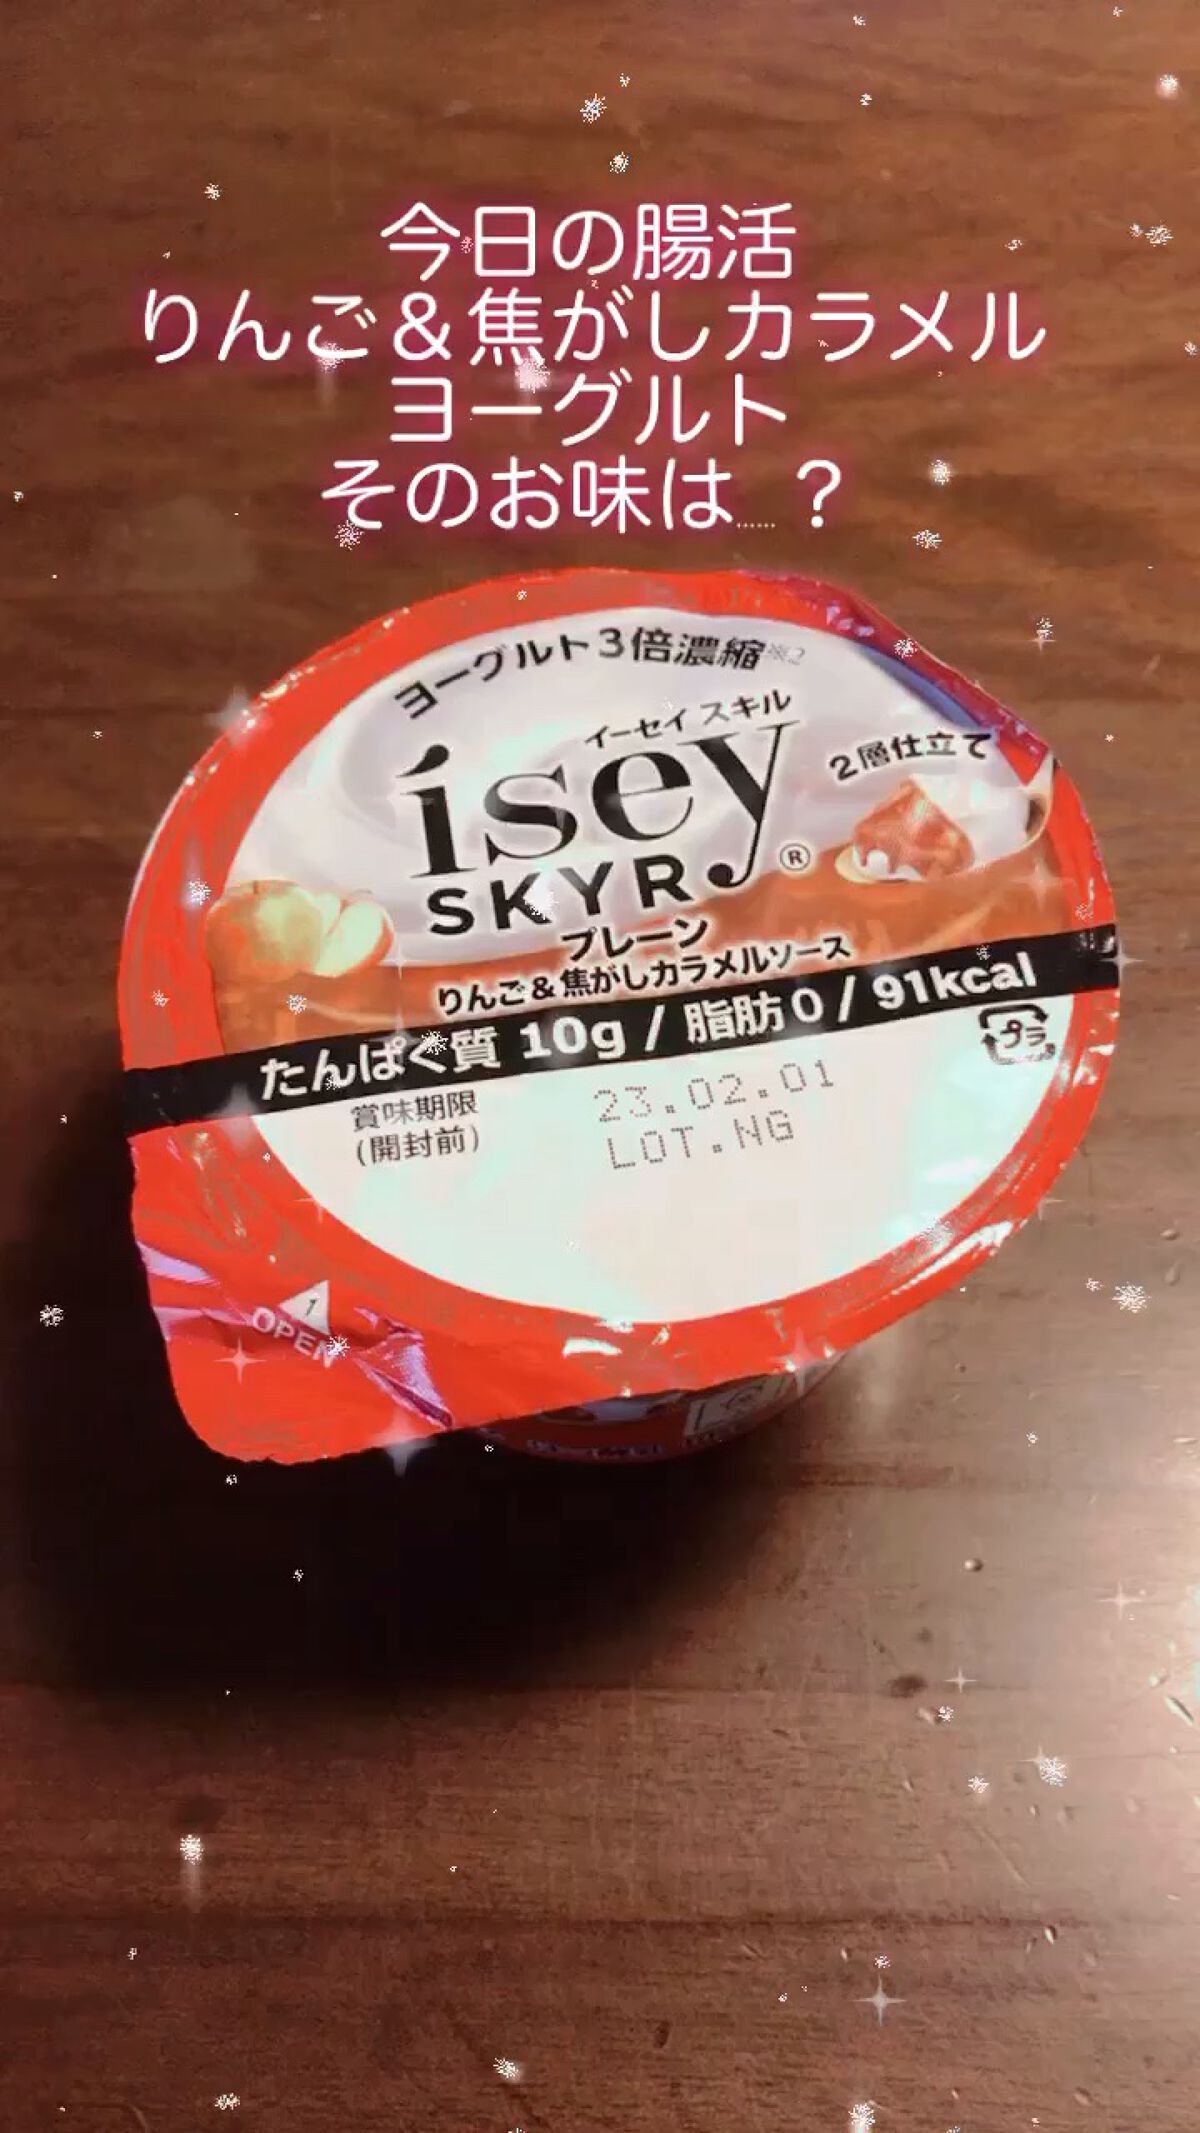 今日の腸活
りんご＆焦がしカラメル
ヨーグルト
そのお味は……？
ヨーグルト3倍濃縮※2
イーセイ スキル
ísey
SKYR®
2層仕立て
プレーン
りんご＆焦がしカラメルソース
たんぱく質 10g / 脂肪0 / 91kcal
プラ
賞味期限
(開封前)
23.02.01
LOT.NG
1
OPEN